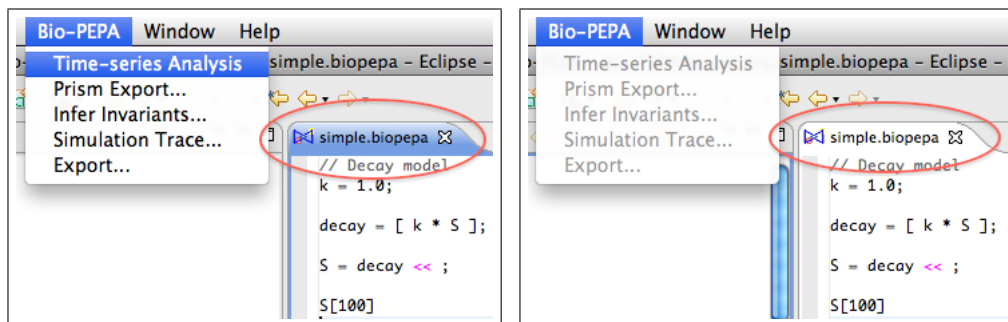 Bio-PEPA Window Help
Time-series Analysis simple.biopepa – Eclipse –
Prism Export...
Infer Invariants...
Simulation Trace... simple.biopepa
Export... // Decay model
k = 1.0;
decay = [ k * S ];
S = decay << ;
S[100]
Bio-PEPA Window Help
Time-series Analysis simple.biopepa – Eclipse –
Prism Export...
Infer Invariants...
Simulation Trace... simple.biopepa
Export... // Decay model
k = 1.0;
decay = [ k * S ];
S = decay << ;
S[100]